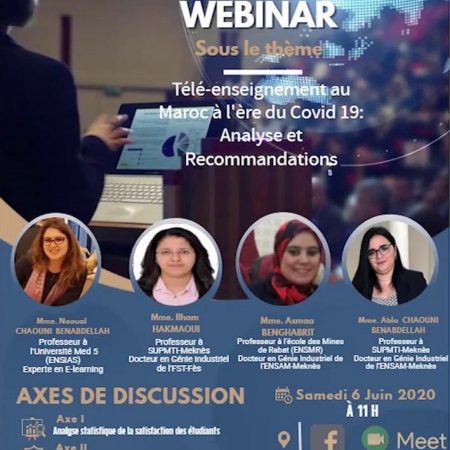 WEBINAR
Sous le thème
Télé-enseignement au
Maroc à l'ère du Covid 19:
Analyse et
Recommandations
Mme. Naoual
CHAOUNI BENABDELLAH
Professeur à
l'Université Med 5
(ENSIAS)
Experte en E-learning
Mme. Ilham
HAKMAOUI
Professeur à
SUPMTI-Meknès
Docteur en Génie Industriel
de l'FST-Fès
Mme. Asmaa
BENGHABRIT
Professeur à l'école des Mines
de Rabat (ENSMR)
Docteur en Génie Industriel de
l'ENSAM-Meknès
Mme. Abla CHAOUNI
BENABDELLAH
Professeur à
SUPMTI-Meknès
Docteur en Génie Industriel de
l'ENSAM-Meknès
AXES DE DISCUSSION
Samedi 6 Juin 2020
À 11 H
Axe I
Analyse statistique de la satisfaction des étudiants
Axe II
Meet